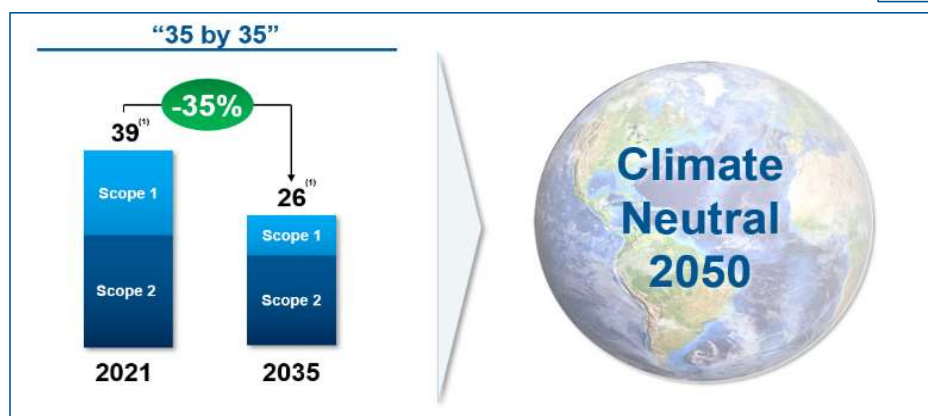 “35 by 35”
-35%
39(1)
26(1)
Scope 1
Scope 1
Scope 2
Scope 2
2021
2035
Climate
Neutral
2050